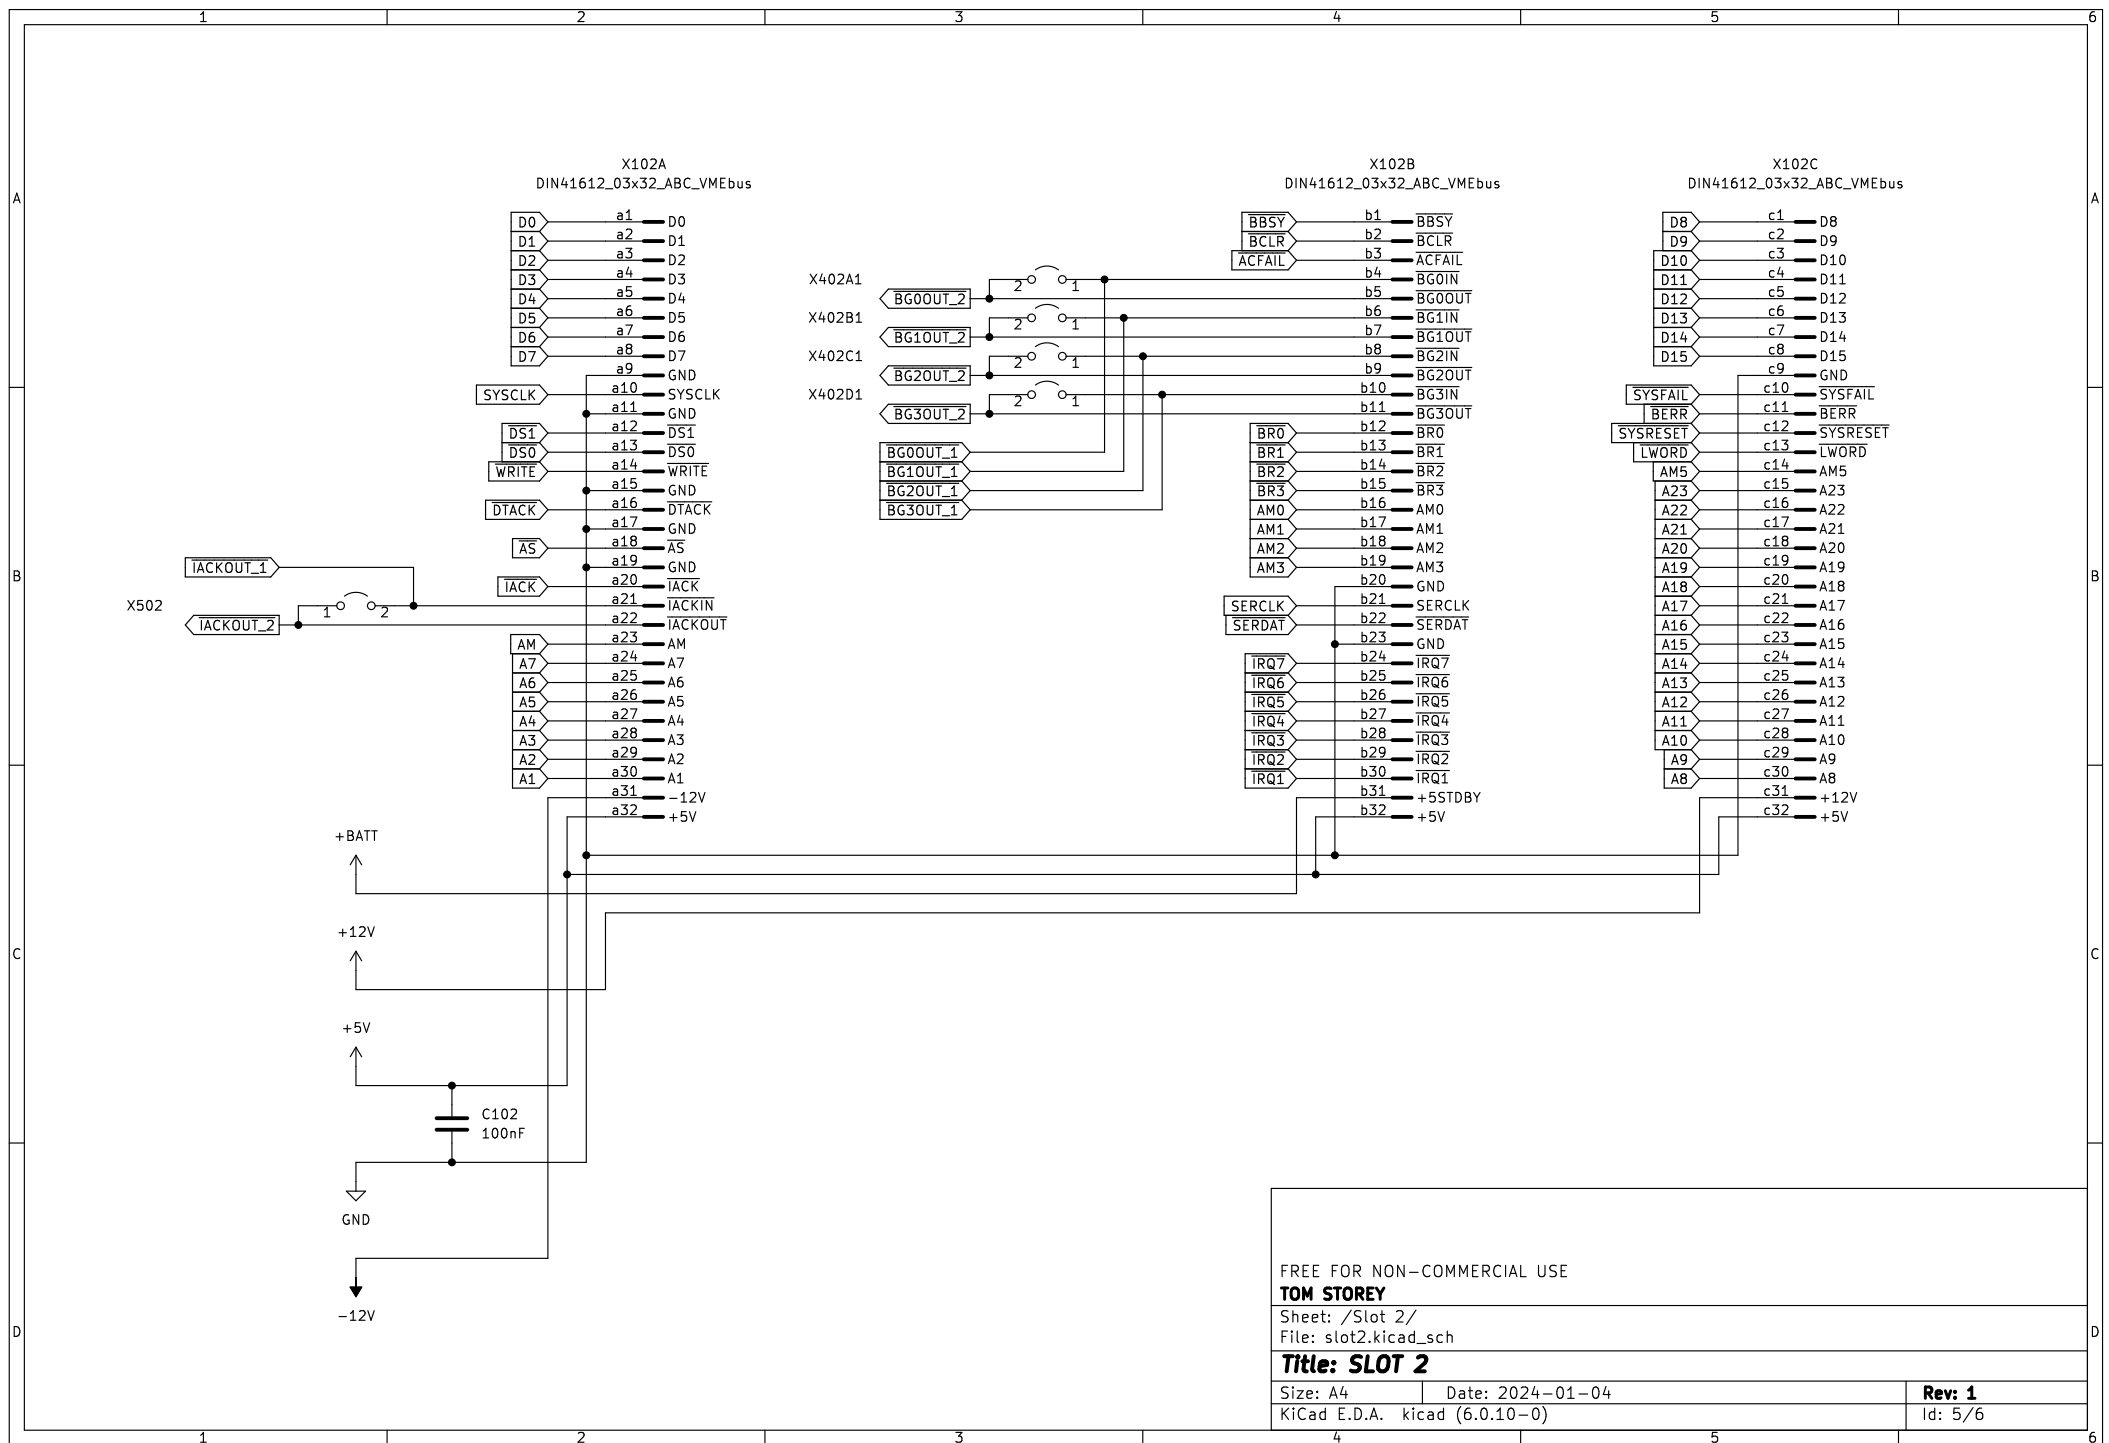 1 2 3 4 5 6
A
B
C
D
X102A
DIN41612_03x32_ABC_VMEbus
D0 a1 D0
D1 a2 D1
D2 a3 D2
D3 a4 D3
D4 a5 D4
D5 a6 D5
D6 a7 D6
D7 a8 D7
a9 GND
SYSCLK a10 SYSCLK
a11 GND
DS1 a12 DS1
DS0 a13 DS0
WRITE a14 WRITE
a15 GND
DTACK a16 DTACK
a17 GND
AS a18 AS
IACKOUT_1 a19 GND
IACK a20 IACK
X502 1 2 a21 IACKIN
IACKOUT_2 a22 IACKOUT
AM a23 AM
A7 a24 A7
A6 a25 A6
A5 a26 A5
A4 a27 A4
A3 a28 A3
A2 a29 A2
A1 a30 A1
a31 -12V
a32 +5V
X102B
DIN41612_03x32_ABC_VMEbus
BBSY b1 BBSY
BCLR b2 BCLR
ACFAIL b3 ACFAIL
X402A1 2 1 b4 BG0IN
BG0OUT_2 b5 BG0OUT
X402B1 2 1 b6 BG1IN
BG1OUT_2 b7 BG1OUT
X402C1 2 1 b8 BG2IN
BG2OUT_2 b9 BG2OUT
X402D1 2 1 b10 BG3IN
BG3OUT_2 b11 BG3OUT
BR0 b12 BR0
BG0OUT_1 BR1 b13 BR1
BG1OUT_1 BR2 b14 BR2
BG2OUT_1 BR3 b15 BR3
BG3OUT_1 AM0 b16 AM0
AM1 b17 AM1
AM2 b18 AM2
AM3 b19 AM3
b20 GND
SERCLK b21 SERCLK
SERDAT b22 SERDAT
b23 GND
IRQ7 b24 IRQ7
IRQ6 b25 IRQ6
IRQ5 b26 IRQ5
IRQ4 b27 IRQ4
IRQ3 b28 IRQ3
IRQ2 b29 IRQ2
IRQ1 b30 IRQ1
b31 +5STDBY
b32 +5V
X102C
DIN41612_03x32_ABC_VMEbus
D8 c1 D8
D9 c2 D9
D10 c3 D10
D11 c4 D11
D12 c5 D12
D13 c6 D13
D14 c7 D14
D15 c8 D15
c9 GND
SYSFAIL c10 SYSFAIL
BERR c11 BERR
SYSRESET c12 SYSRESET
LWORD c13 LWORD
AM5 c14 AM5
A23 c15 A23
A22 c16 A22
A21 c17 A21
A20 c18 A20
A19 c19 A19
A18 c20 A18
A17 c21 A17
A16 c22 A16
A15 c23 A15
A14 c24 A14
A13 c25 A13
A12 c26 A12
A11 c27 A11
A10 c28 A10
A9 c29 A9
A8 c30 A8
c31 +12V
c32 +5V
+BATT
+12V
+5V
C102
100nF
GND
-12V
FREE FOR NON-COMMERCIAL USE
TOM STOREY
Sheet: /Slot 2/
File: slot2.kicad_sch
Title: SLOT 2
Size: A4 Date: 2024-01-04 Rev: 1
KiCad E.D.A. kicad (6.0.10-0) Id: 5/6
A
B
C
D
1 2 3 4 5 6